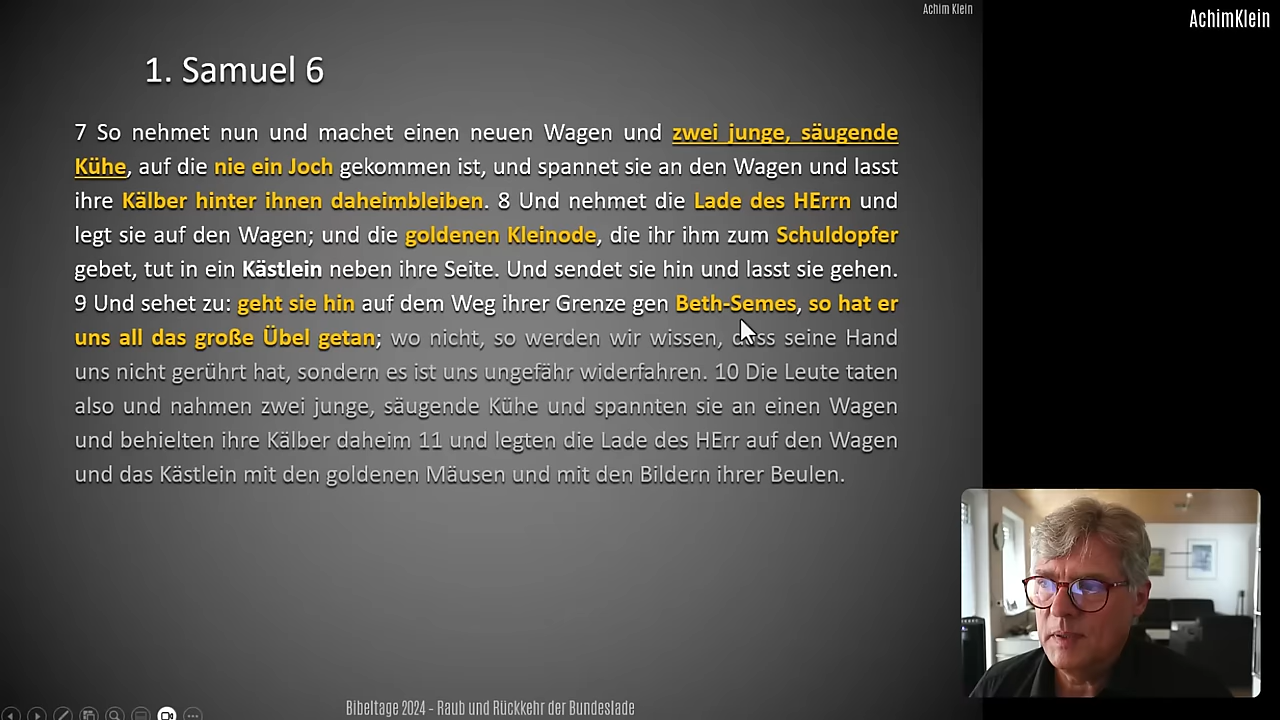 Achim Klein
AchimKlein
1. Samuel 6
7 So nehmet nun und machet einen neuen Wagen und zwei junge, säugende
Kühe, auf die nie ein Joch gekommen ist, und spannet sie an den Wagen und lasst
ihre Kälber hinter ihnen daheimbleiben. 8 Und nehmet die Lade des HErrn und
legt sie auf den Wagen; und die goldenen Kleinode, die ihr ihm zum Schuldopfer
gebet, tut in ein Kästlein neben ihre Seite. Und sendet sie hin und lasst sie gehen.
9 Und sehet zu: geht sie hin auf dem Weg ihrer Grenze gen Beth-Semes, so hat er
uns all das große Übel getan; wo nicht, so werden wir wissen, dass seine Hand
uns nicht gerührt hat, sondern es ist uns ungefähr widerfahren. 10 Die Leute taten
also und nahmen zwei junge, säugende Kühe und spannten sie an einen Wagen
und behielten ihre Kälber daheim 11 und legten die Lade des HErr auf den Wagen
und das Kästlein mit den goldenen Mäusen und mit den Bildern ihrer Beulen.
Bibeltage 2024 – Raub und Rückkehr der Bundeslade